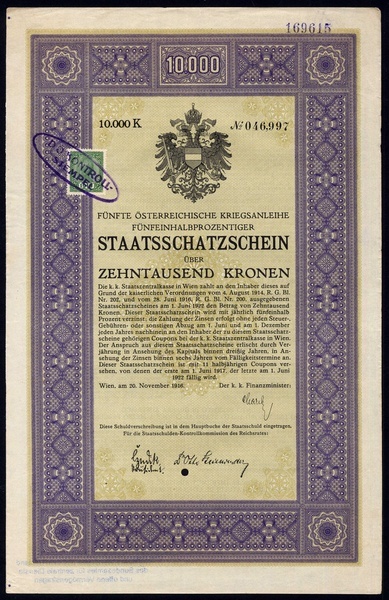 169615
10.000
10.000 K
№ 046,997
DÖ KONTROLL-
STEMPEL
FÜNFTE ÖSTERREICHISCHE KRIEGSANLEIHE
FÜNFEINHALBPROZENTIGER
STAATSSCHATZSCHEIN
ÜBER
ZEHNTAUSEND KRONEN
Die k. k. Staatszentralkasse in Wien zahlt an den Inhaber dieses auf
Grund der kaiserlichen Verordnungen vom 4. August 1914, R. G. Bl.
Nr. 202, und vom 28. Juni 1916, R. G. Bl. Nr. 200, ausgegebenen
Staatsschatzscheines am 1. Juni 1922 den Betrag von Zehntausend
Kronen. Dieser Staatsschatzschein wird mit jährlich fünfeinhalb
Prozent verzinst; die Zahlung der Zinsen erfolgt ohne jeden Steuer-
Gebühren- oder sonstigen Abzug am 1. Juni und am 1. Dezember
jeden Jahres nachhinein an den Inhaber der zu diesem Staatsschatz-
scheine gehörigen Coupons bei der k. k. Staatszentralkasse in Wien.
Der Anspruch aus diesem Staatsschatzscheine erlischt durch Ver-
jährung in Ansehung des Kapitals binnen dreißig Jahren, in An-
sehung der Zinsen binnen sechs Jahren vom Fälligkeitstermine an.
Dieser Staatsschatzschein ist mit 11 halbjährigen Coupons ver-
sehen, von denen der erste am 1. Juni 1917, der letzte am 1. Juni
1922 fällig wird.
Wien, am 20. November 1916.
Der k. k. Finanzminister:
Diese Schuldverschreibung ist in dem Hauptbuche der Staatsschuld eingetragen.
Für die Staatsschulden-Kontrollkommission des Reichsrates: